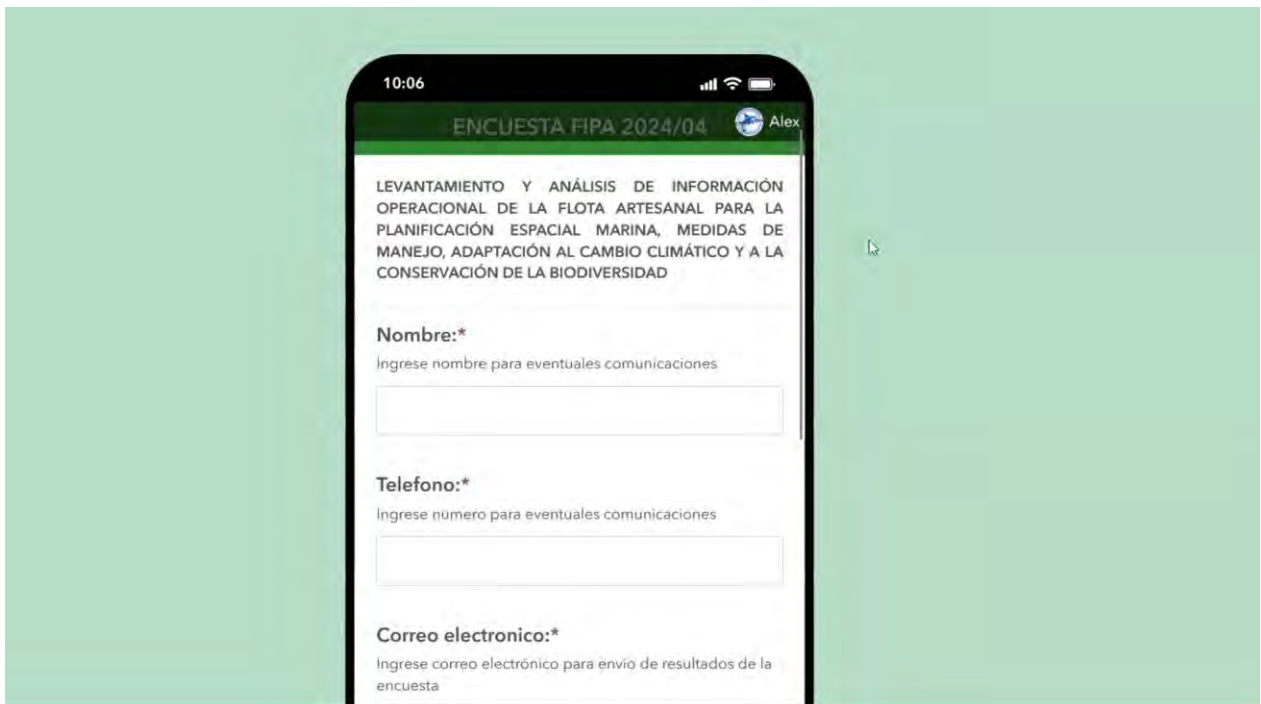 10:06
ENCUESTA FIPA 2024/04
Alex
LEVANTAMIENTO Y ANÁLISIS DE INFORMACIÓN
OPERACIONAL DE LA FLOTA ARTESANAL PARA LA
PLANIFICACIÓN ESPACIAL MARINA, MEDIDAS DE
MANEJO, ADAPTACIÓN AL CAMBIO CLIMÁTICO Y A LA
CONSERVACIÓN DE LA BIODIVERSIDAD
Nombre:*
Ingrese nombre para eventuales comunicaciones
Telefono:*
Ingrese numero para eventuales comunicaciones
Correo electronico:*
Ingrese correo electrónico para envio de resultados de la
encuesta